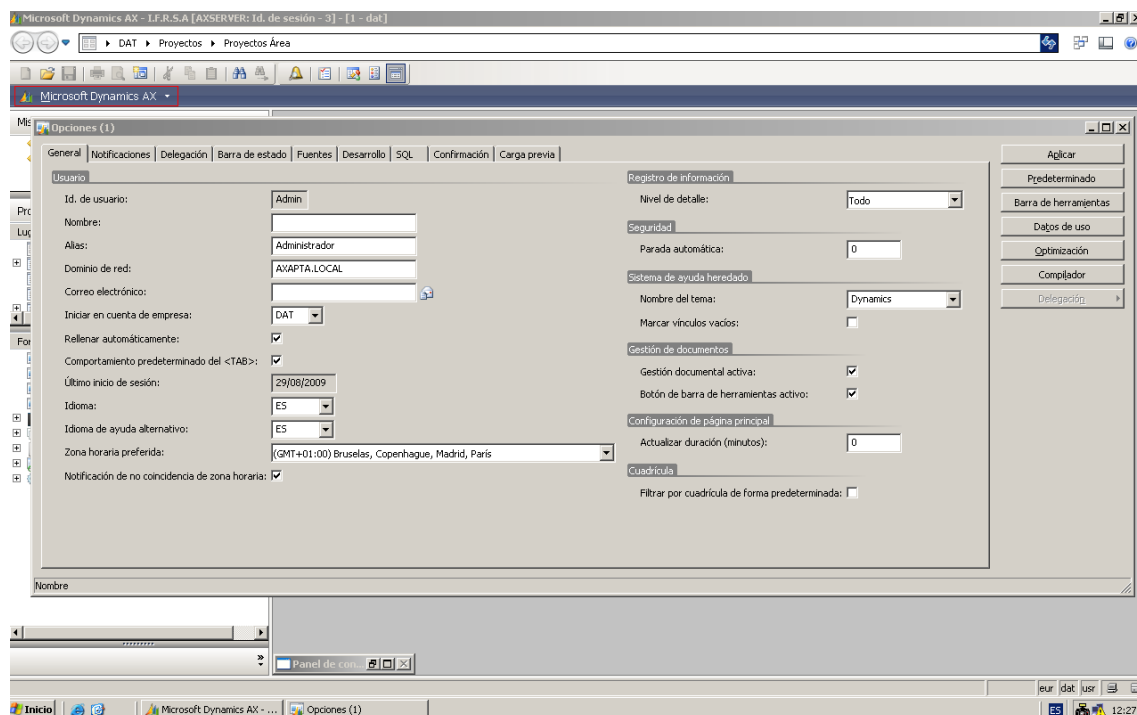 Microsoft Dynamics AX - I.F.R.S.A [AXSERVER: Id. de sesión - 3] - [1 - dat]
DAT Proyectos Proyectos Área
Microsoft Dynamics AX
Opciones (1)
General Notificaciones Delegación Barra de estado Fuentes Desarrollo SQL Confirmación Carga previa
Usuario
Id. de usuario: Admin
Nombre:
Alias: Administrador
Dominio de red: AXAPTA.LOCAL
Correo electrónico:
Iniciar en cuenta de empresa: DAT
Rellenar automáticamente:
Comportamiento predeterminado del <TAB>:
Último inicio de sesión: 29/08/2009
Idioma: ES
Idioma de ayuda alternativo: ES
Zona horaria preferida: (GMT+01:00) Bruselas, Copenhague, Madrid, París
Notificación de no coincidencia de zona horaria:
Registro de información
Nivel de detalle: Todo
Seguridad
Parada automática: 0
Sistema de ayuda heredado
Nombre del tema: Dynamics
Marcar vínculos vacíos:
Gestión de documentos
Gestión documental activa:
Botón de barra de herramientas activo:
Configuración de página principal
Actualizar duración (minutos): 0
Cuadrícula
Filtrar por cuadrícula de forma predeterminada:
Aplicar
Predeterminado
Barra de herramientas
Datos de uso
Optimización
Compilador
Delegación
Nombre
Panel de con...
eur dat usr
Inicio Microsoft Dynamics AX - ... Opciones (1) ES 12:27